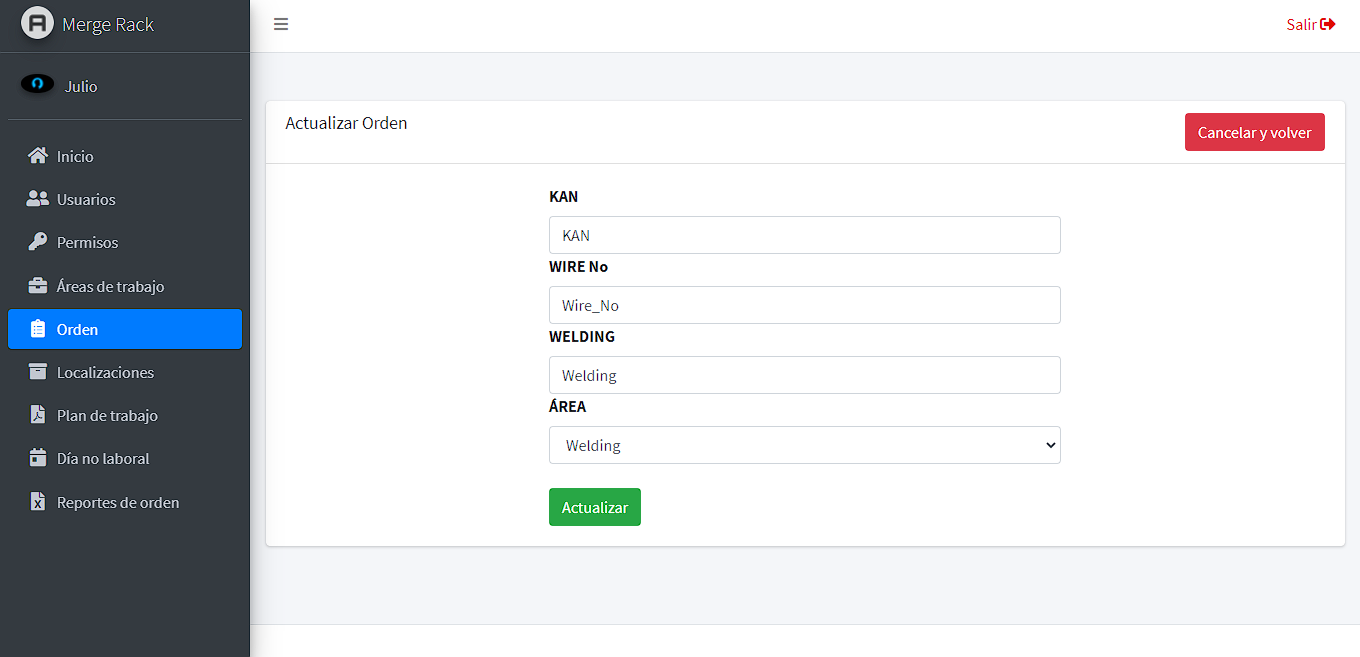 Merge Rack
Salir
Julio
Inicio
Usuarios
Permisos
Áreas de trabajo
Orden
Localizaciones
Plan de trabajo
Día no laboral
Reportes de orden
Actualizar Orden
Cancelar y volver
KAN
KAN
WIRE No
Wire_No
WELDING
Welding
ÁREA
Welding
Actualizar